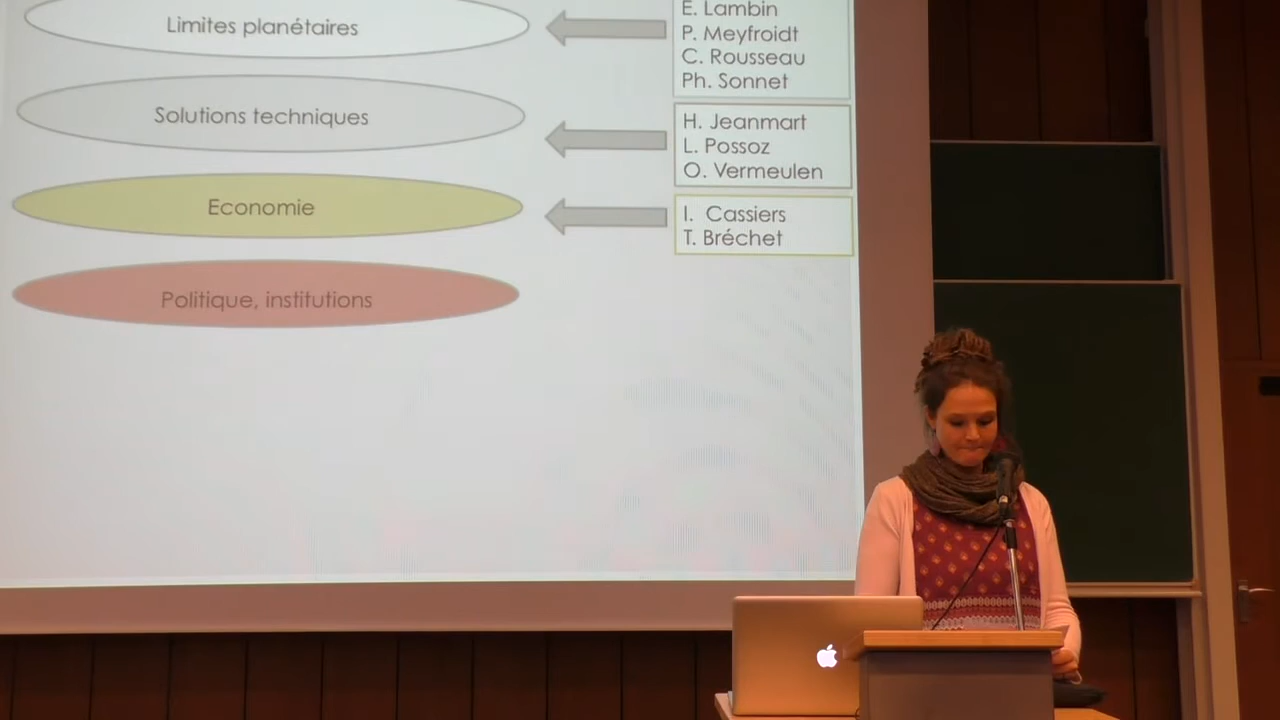 Limites planétaires
E. Lambin
P. Meyfroidt
C. Rousseau
Ph. Sonnet
Solutions techniques
H. Jeanmart
L. Possoz
O. Vermeulen
Economie
I. Cassiers
T. Bréchet
Politique, institutions